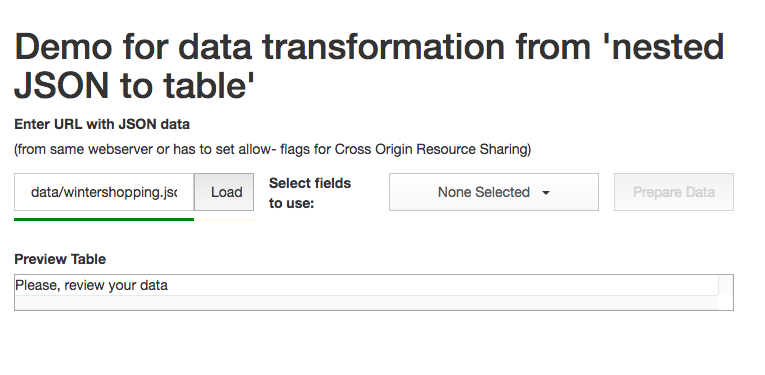 Demo for data transformation from 'nested
JSON to table'
Enter URL with JSON data
(from same webserver or has to set allow- flags for Cross Origin Resource Sharing)
data/wintershopping.jsc
Load
Select fields
to use:
None Selected
Prepare Data
Preview Table
Please, review your data